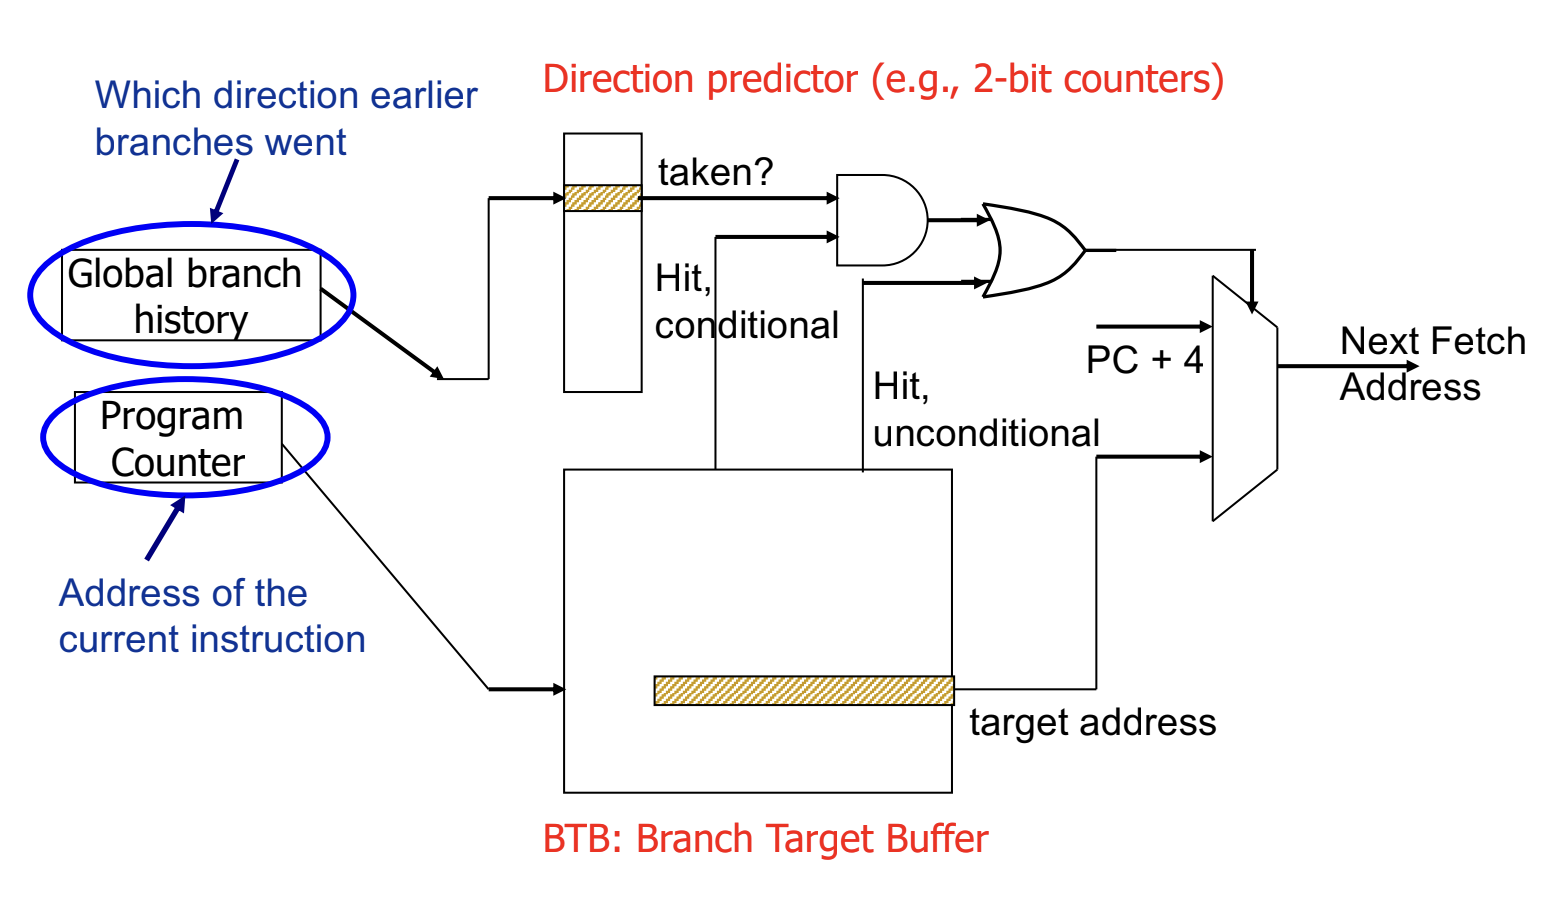 Direction predictor (e.g., 2-bit counters)
Which direction earlier
branches went
taken?
Global branch
history
Hit,
conditional
PC + 4
Next Fetch
Address
Program
Counter
Hit,
unconditional
Address of the
current instruction
target address
BTB: Branch Target Buffer